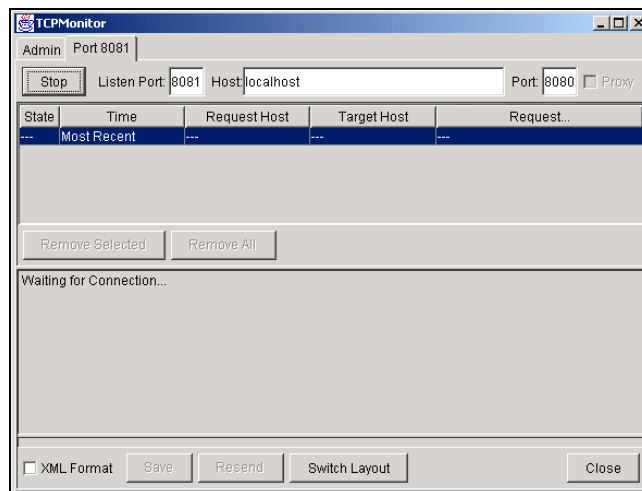 TCPMonitor
Admin Port 8081
Stop Listen Port: 8081 Host: localhost Port: 8080 Proxy
State Time Request Host Target Host Request...
--- Most Recent --- --- ---
Remove Selected Remove All
Waiting for Connection...
XML Format Save Resend Switch Layout Close